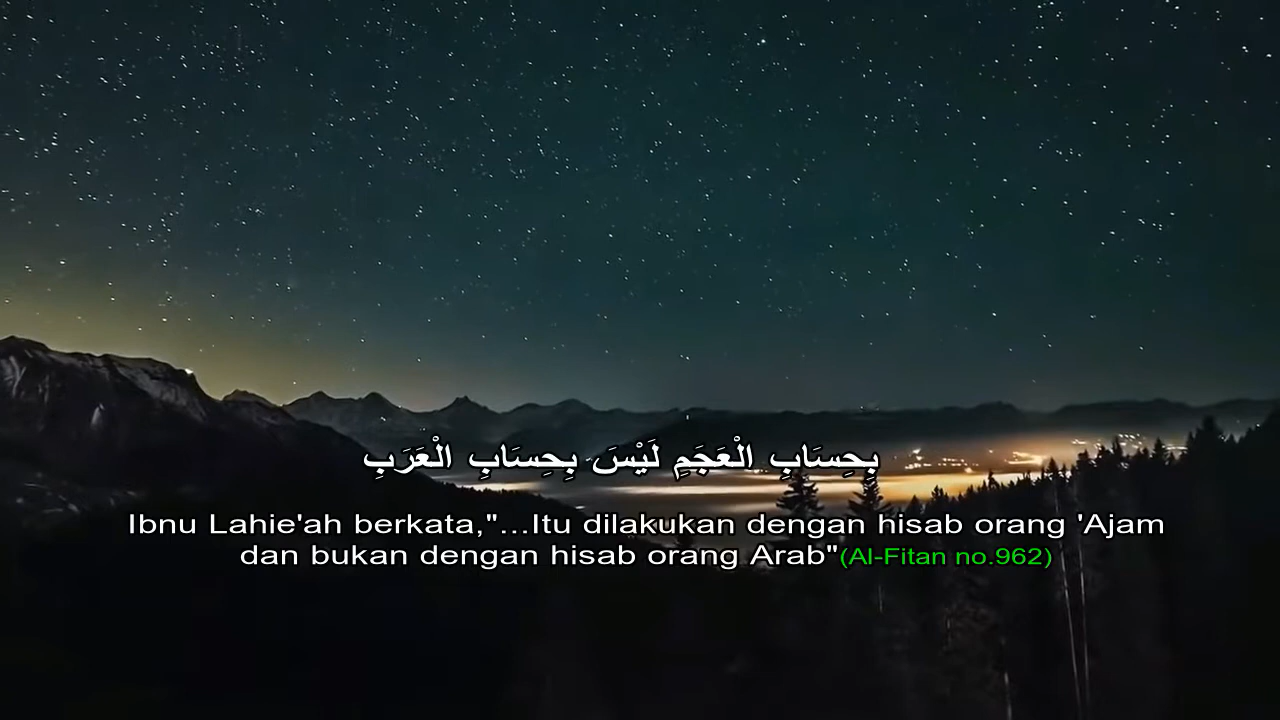 بِحِسَابِ الْعَجَمِ لَيْسَ بِحِسَابِ الْعَرَبِ
Ibnu Lahie'ah berkata,"...Itu dilakukan dengan hisab orang 'Ajam
dan bukan dengan hisab orang Arab"(Al-Fitan no.962)